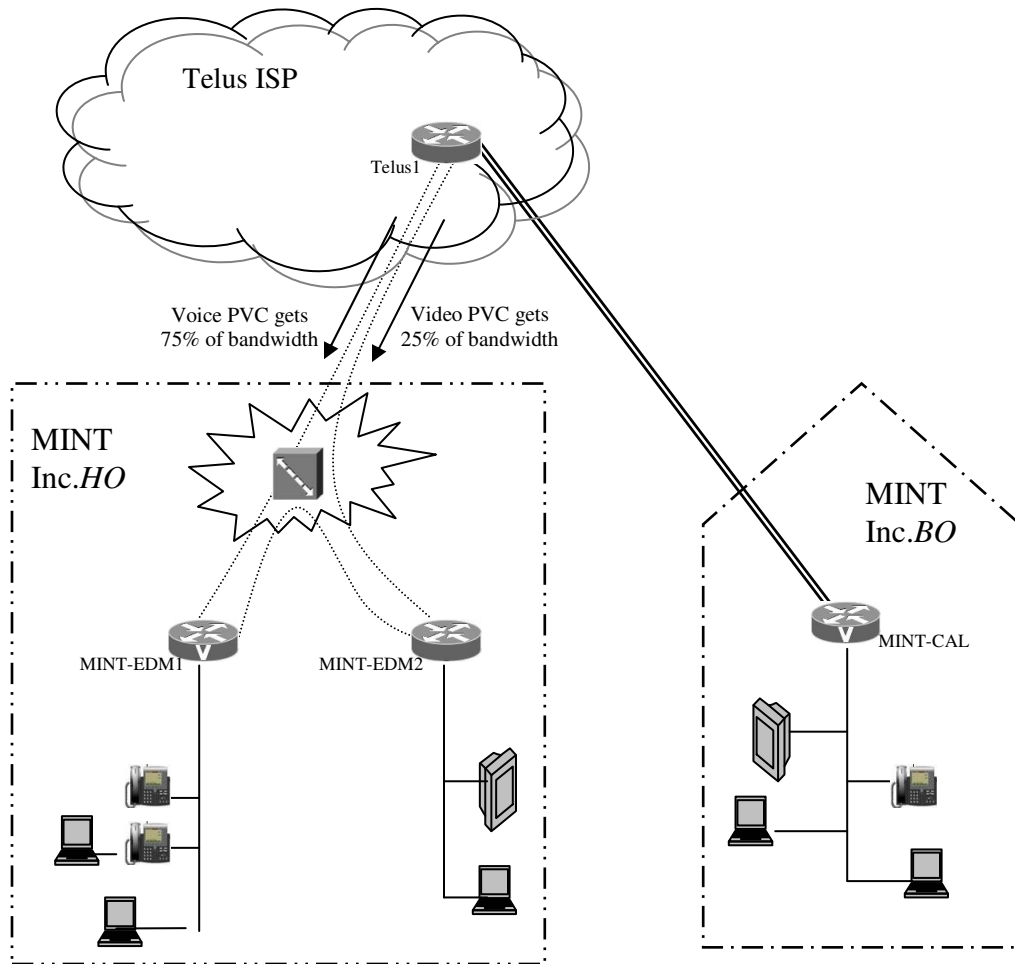 Telus ISP
Telus1
Voice PVC gets
75% of bandwidth
Video PVC gets
25% of bandwidth
MINT
Inc.HO
MINT
Inc.BO
MINT-EDM1
MINT-EDM2
MINT-CAL